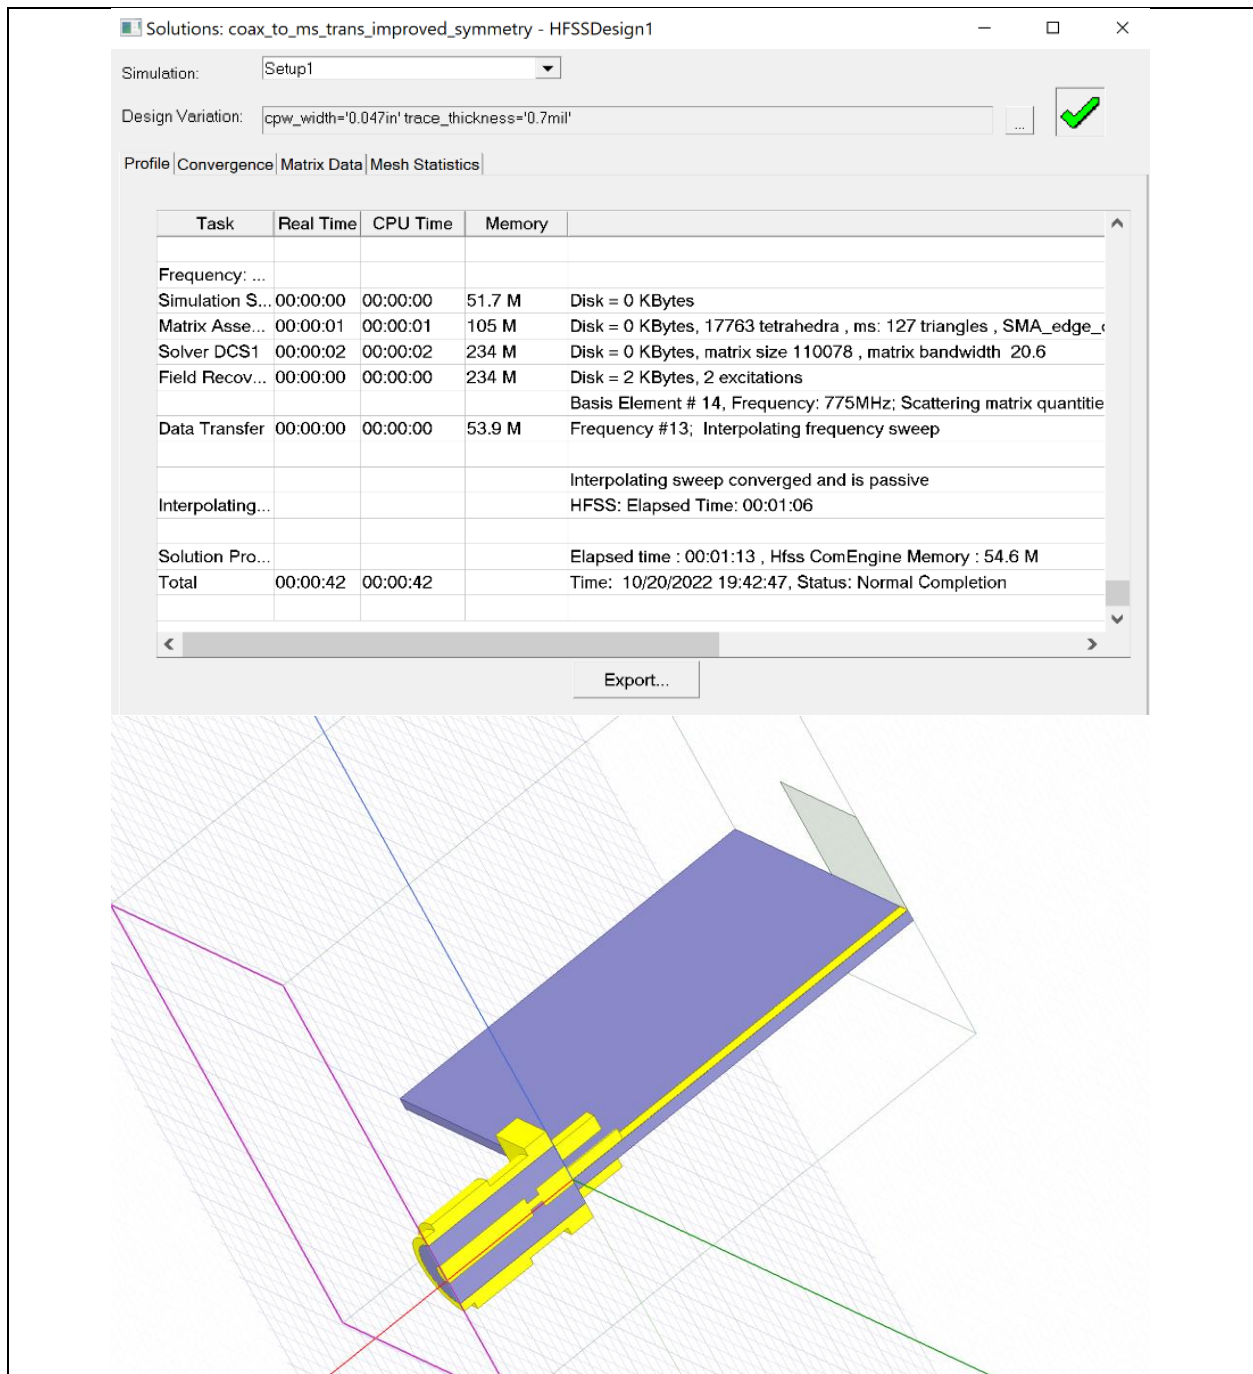 Solutions: coax_to_ms_trans_improved_symmetry - HFSSDesign1
Simulation: Setup1
Design Variation: cpw_width='0.047in' trace_thickness='0.7mil' ...
Profile Convergence Matrix Data Mesh Statistics
Task Real Time CPU Time Memory
Frequency: ...
Simulation S... 00:00:00 00:00:00 51.7 M Disk = 0 KBytes
Matrix Asse... 00:00:01 00:00:01 105 M Disk = 0 KBytes, 17763 tetrahedra , ms: 127 triangles , SMA_edge_
Solver DCS1 00:00:02 00:00:02 234 M Disk = 0 KBytes, matrix size 110078 , matrix bandwidth 20.6
Field Recov... 00:00:00 00:00:00 234 M Disk = 2 KBytes, 2 excitations
Basis Element # 14, Frequency: 775MHz; Scattering matrix quantitie
Data Transfer 00:00:00 00:00:00 53.9 M Frequency #13; Interpolating frequency sweep
Interpolating sweep converged and is passive
Interpolating... HFSS: Elapsed Time: 00:01:06
Solution Pro... Elapsed time : 00:01:13 , Hfss ComEngine Memory : 54.6 M
Total 00:00:42 00:00:42 Time: 10/20/2022 19:42:47, Status: Normal Completion
Export...